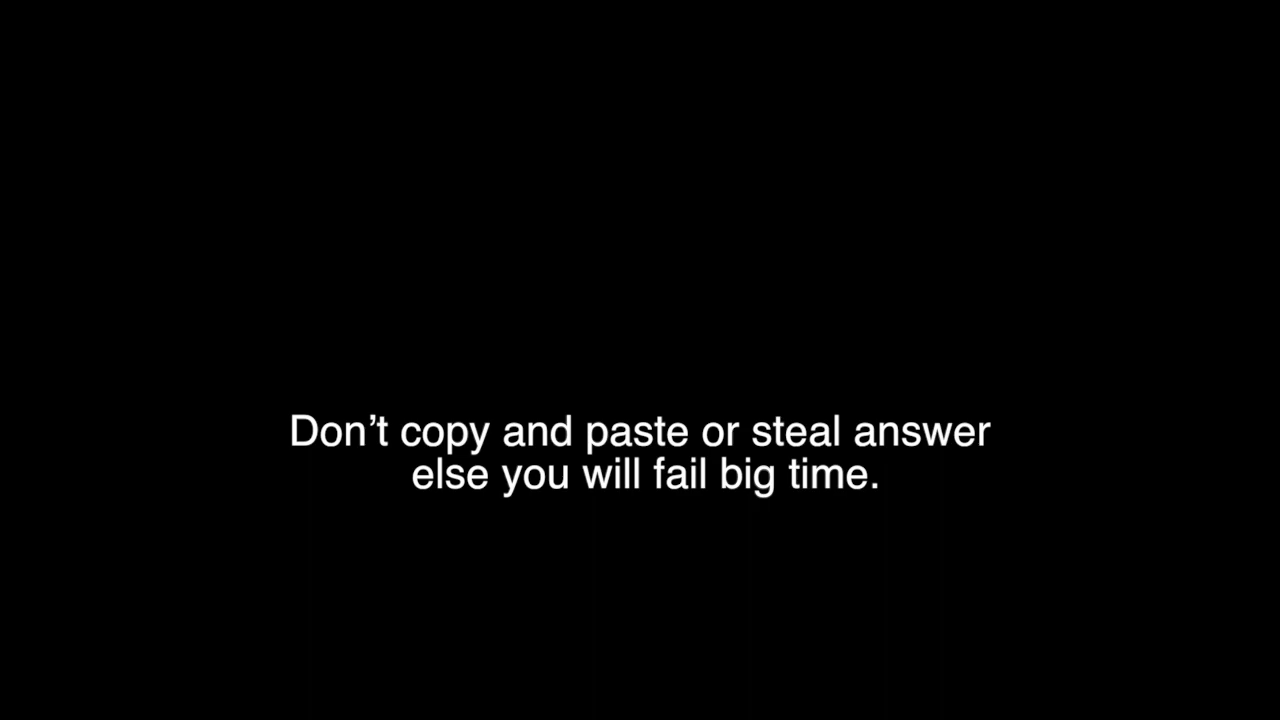 Don’t copy and paste or steal answer
else you will fail big time.